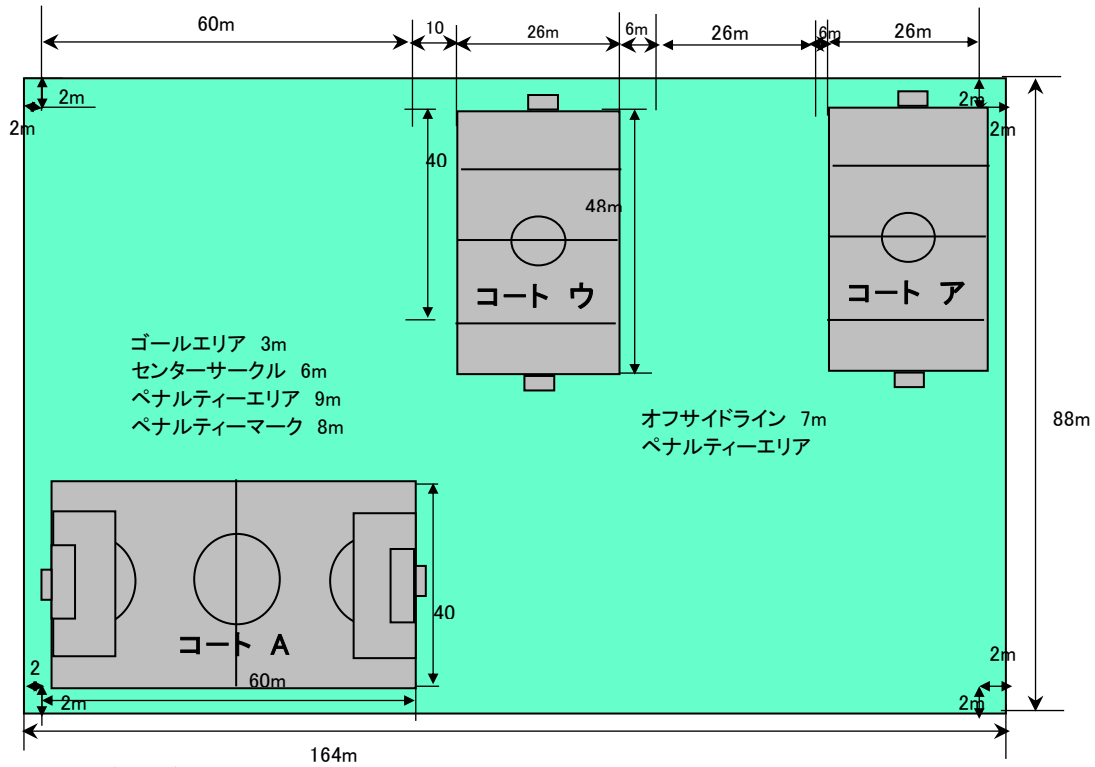 60m
10
26m
6m
26m
6m
26m
2m
2m
2m
2m
40
48m
コート ウ
コート ア
ゴールエリア 3m
センターサークル 6m
ペナルティーエリア 9m
ペナルティーマーク 8m
オフサイドライン 7m
ペナルティーエリア
88m
40
コート A
60m
2
2m
2m
2m
164m